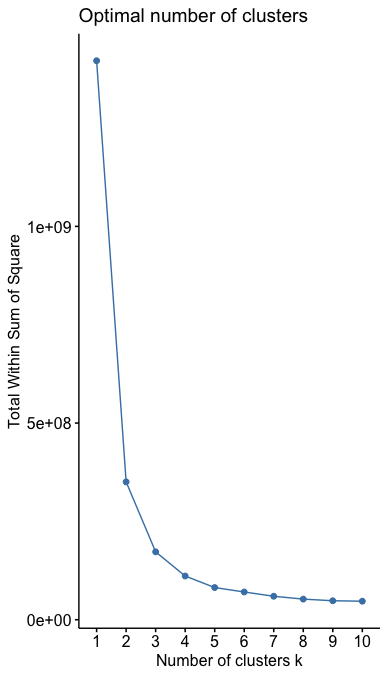 Optimal number of clusters
Total Within Sum of Square
1e+09
5e+08
0e+00
1 2 3 4 5 6 7 8 9 10
Number of clusters k